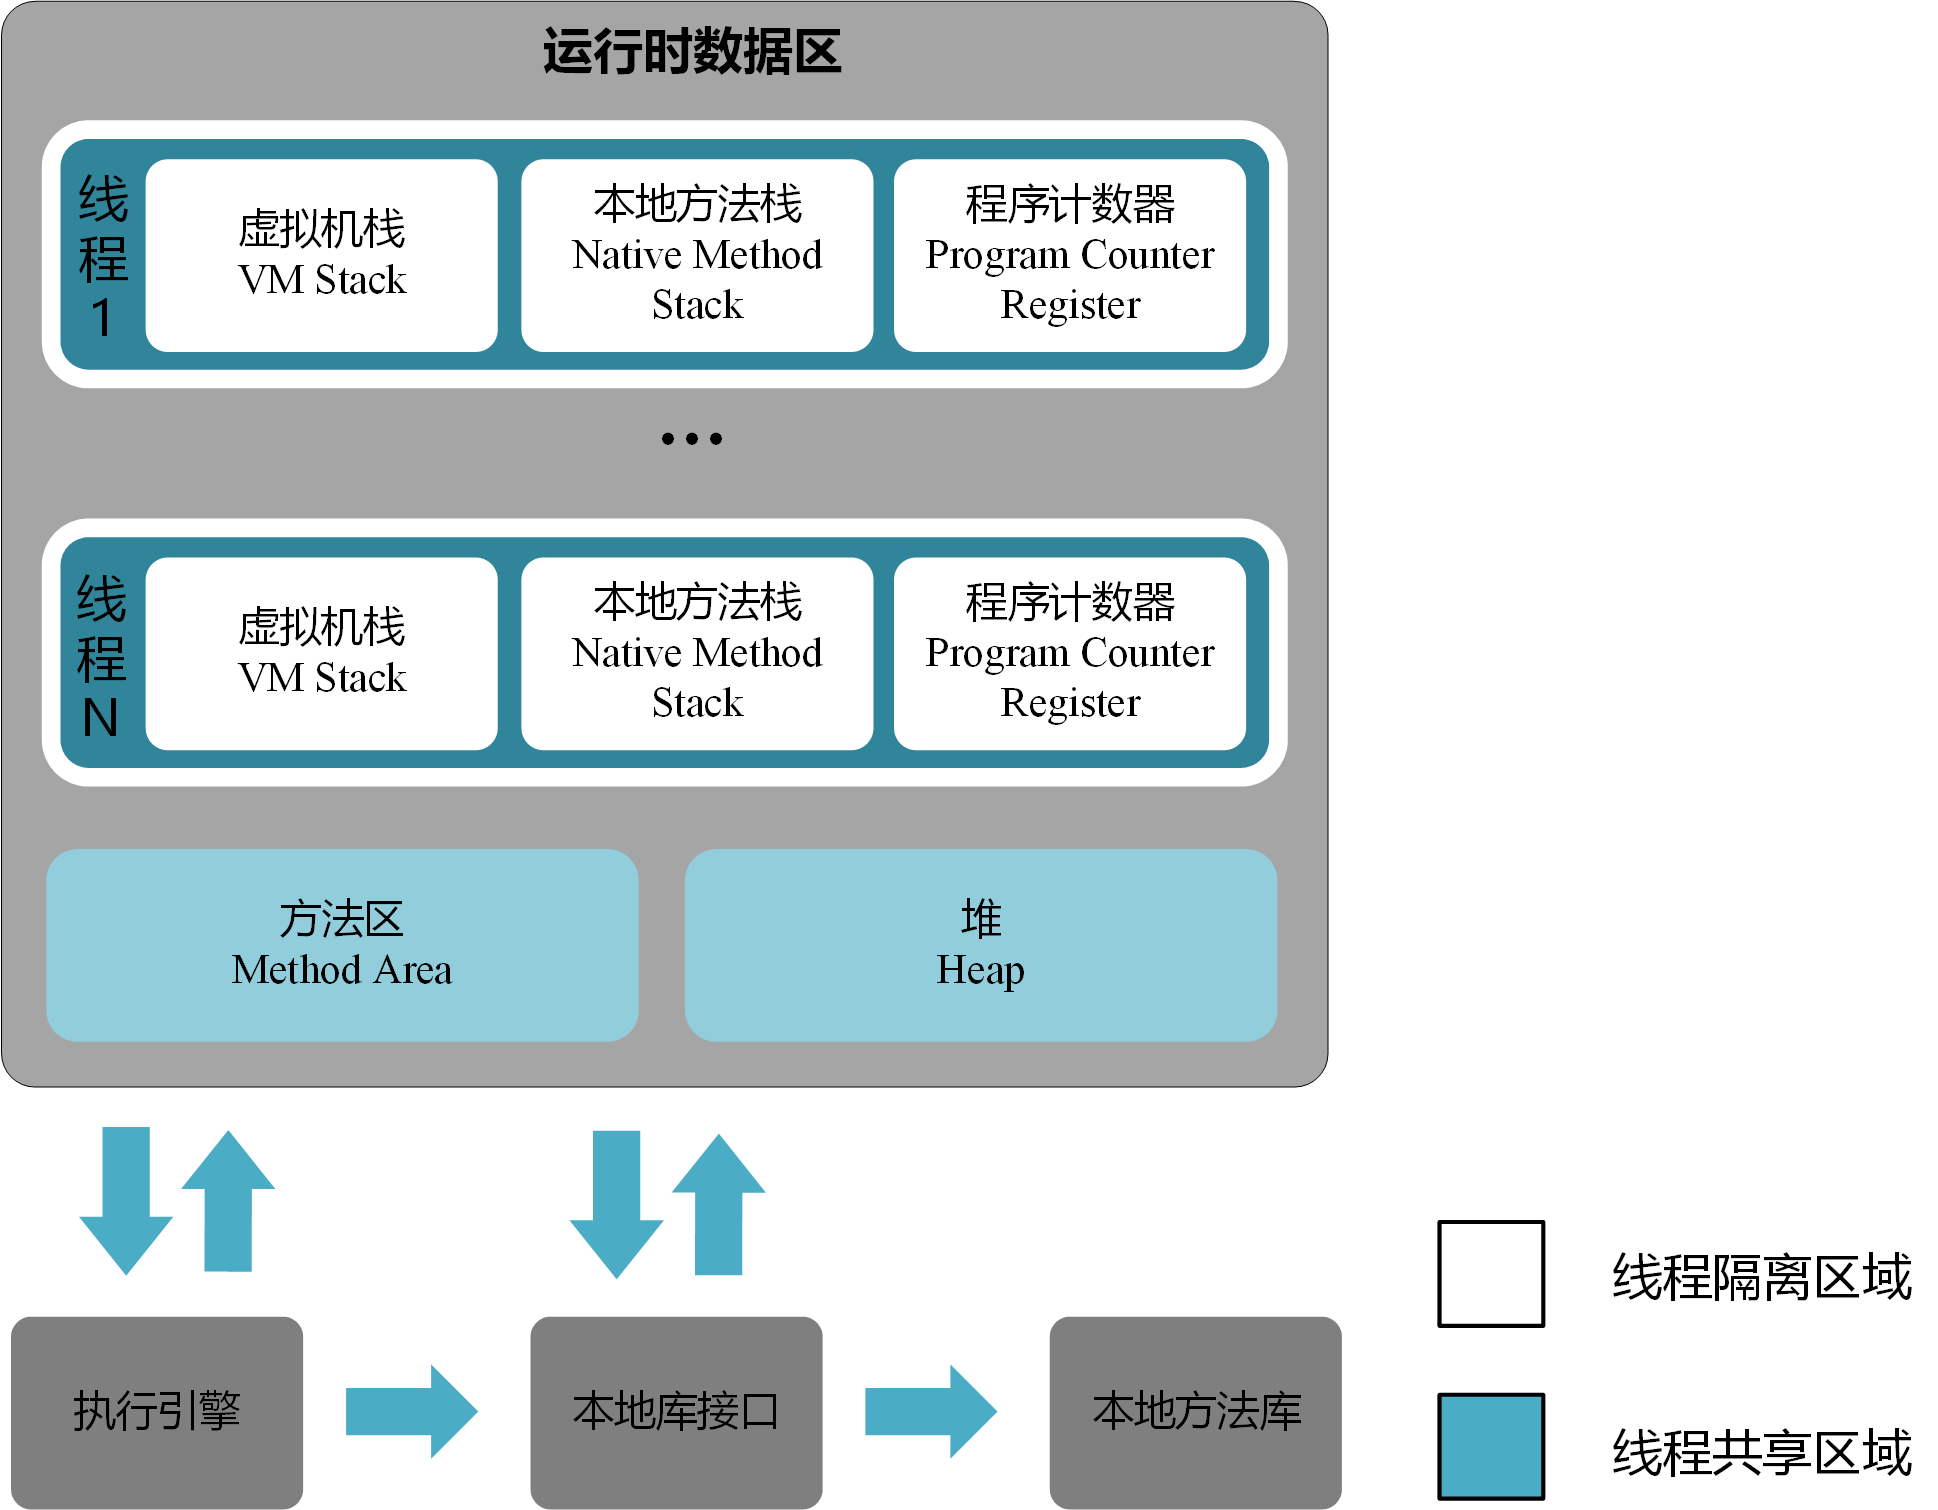 运行时数据区
线程1
虚拟机栈
VM Stack
本地方法栈
Native Method
Stack
程序计数器
Program Counter
Register
...
线程N
虚拟机栈
VM Stack
本地方法栈
Native Method
Stack
程序计数器
Program Counter
Register
方法区
Method Area
堆
Heap
执行引擎
本地库接口
本地方法库
线程隔离区域
线程共享区域